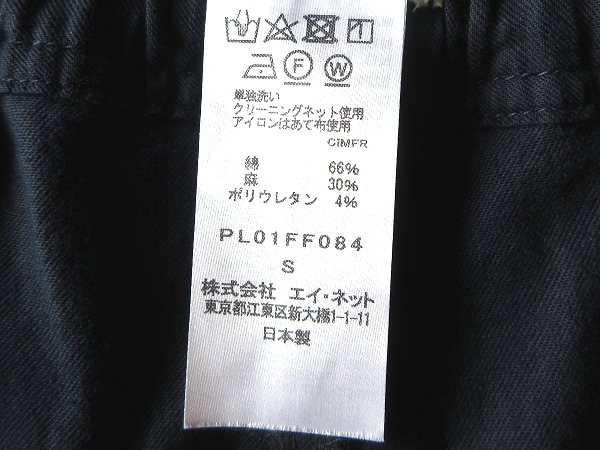 F W
弱洗い
クリーニングネット使用
アイロンはあて布使用
CIMFR
綿 66%
麻 30%
ポリウレタン 4%
PL01FF084
S
株式会社 エイ・ネット
東京都江東区新大橋1-1-11
日本製